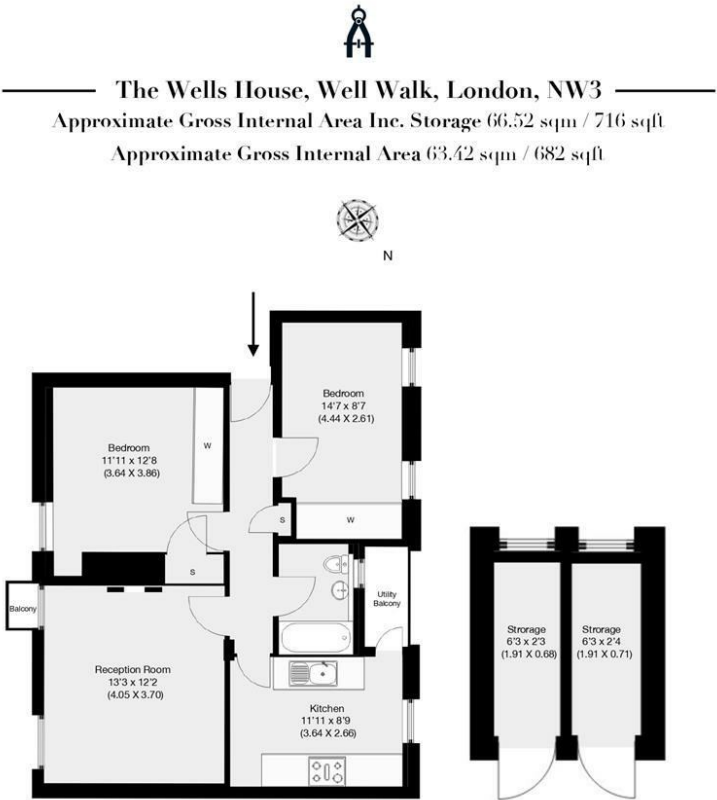 The Wells House, Well Walk, London, NW3
Approximate Gross Internal Area Inc. Storage 66.52 sqm / 716 sqft
Approximate Gross Internal Area 63.42 sqm / 682 sqft
N
Bedroom
14'7 x 8'7
(4.44 X 2.61)
Bedroom
11'11 x 12'8
(3.64 X 3.86)
W
S
W
S
Balcony
Utility
Balcony
Reception Room
13'3 x 12'2
(4.05 X 3.70)
Kitchen
11'11 x 8'9
(3.64 X 2.66)
Strorage
6'3 x 2'3
(1.91 X 0.68)
Strorage
6'3 x 2'4
(1.91 X 0.71)